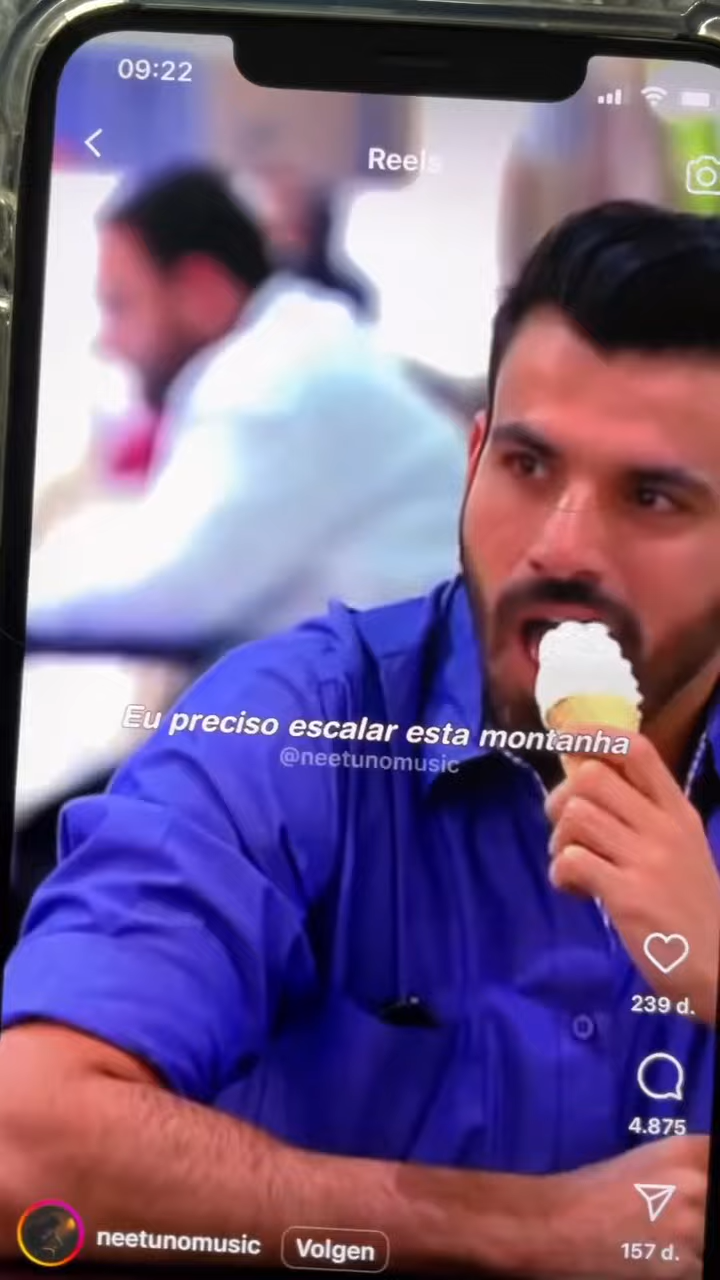 09:22
Reels
Eu preciso escalar esta montanha
@neetunomusic
239 d.
4.875
157 d.
neetunomusic
Volgen